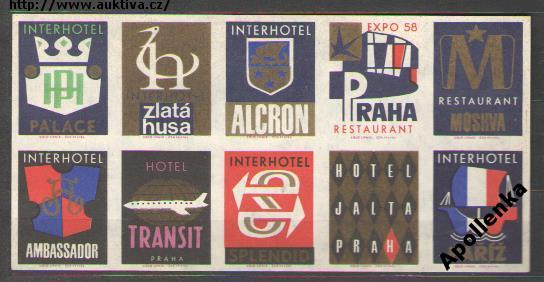 http://www.auktiva.cz/
INTERHOTEL
PALACE
INTERHOTEL
zlatá
husa
INTERHOTEL
ALCRON
EXPO 58
PRAHA
RESTAURANT
M
RESTAURANT
MOSKVA
INTERHOTEL
AMBASSADOR
HOTEL
TRANSIT
PRAHA
INTERHOTEL
SPLENDID
HOTEL
JALTA
PRAHA
INTERHOTEL
Apollenka